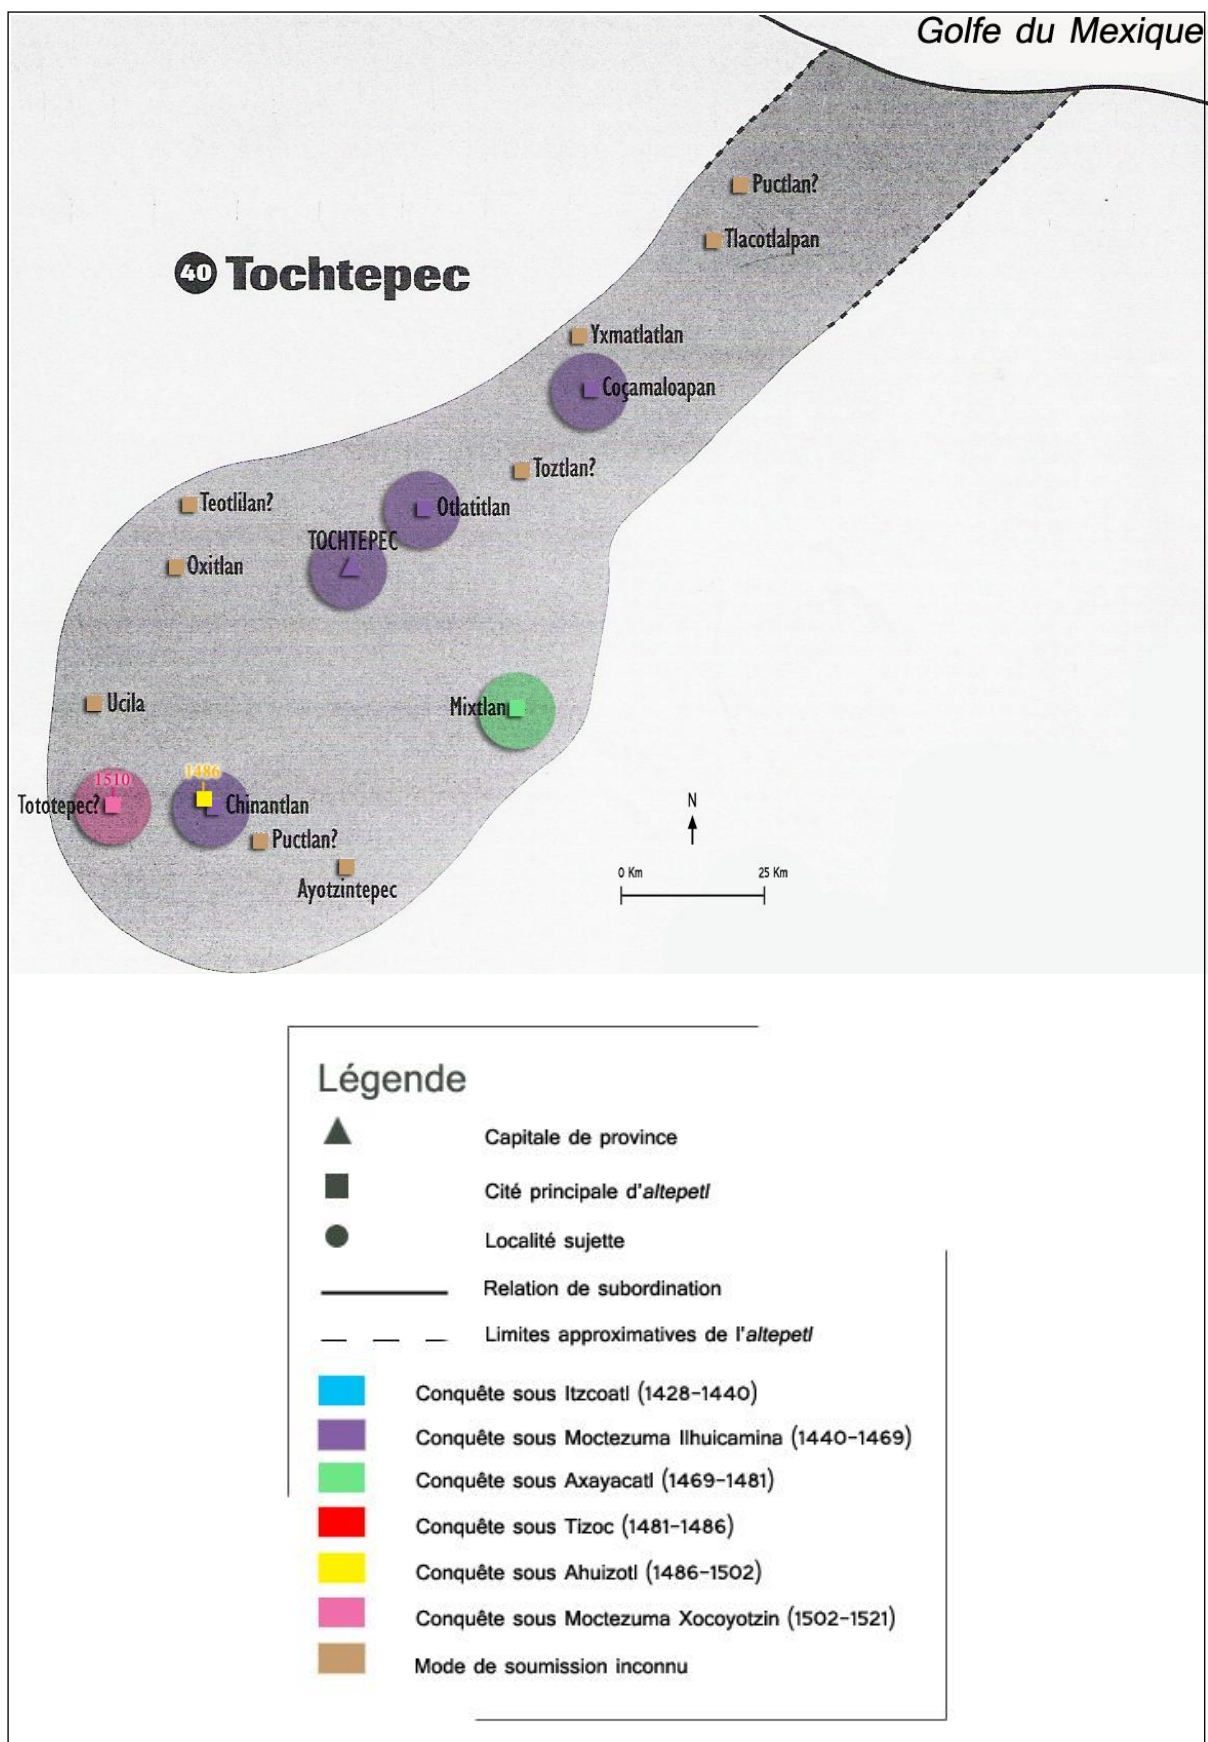 Golfe du Mexique
Puctlan?
Tlacotlalpan
40 Tochtepec
Yxmatlatlan
Coçamaloapan
Toztlan?
Teotlilan?
Otlatitlan
TOCHTEPEC
Oxitlan
Ucila
Mixtlan
1510
1486
Tototepec?
Chinantlan
Puctlan?
Ayotzintepec
N
0 Km
25 Km
Légende
Capitale de province
Cité principale d'altepetl
Localité sujette
Relation de subordination
Limites approximatives de l'altepetl
Conquête sous Itzcoatl (1428-1440)
Conquête sous Moctezuma Ilhuicamina (1440-1469)
Conquête sous Axayacatl (1469-1481)
Conquête sous Tizoc (1481-1486)
Conquête sous Ahuizotl (1486-1502)
Conquête sous Moctezuma Xocoyotzin (1502-1521)
Mode de soumission inconnu